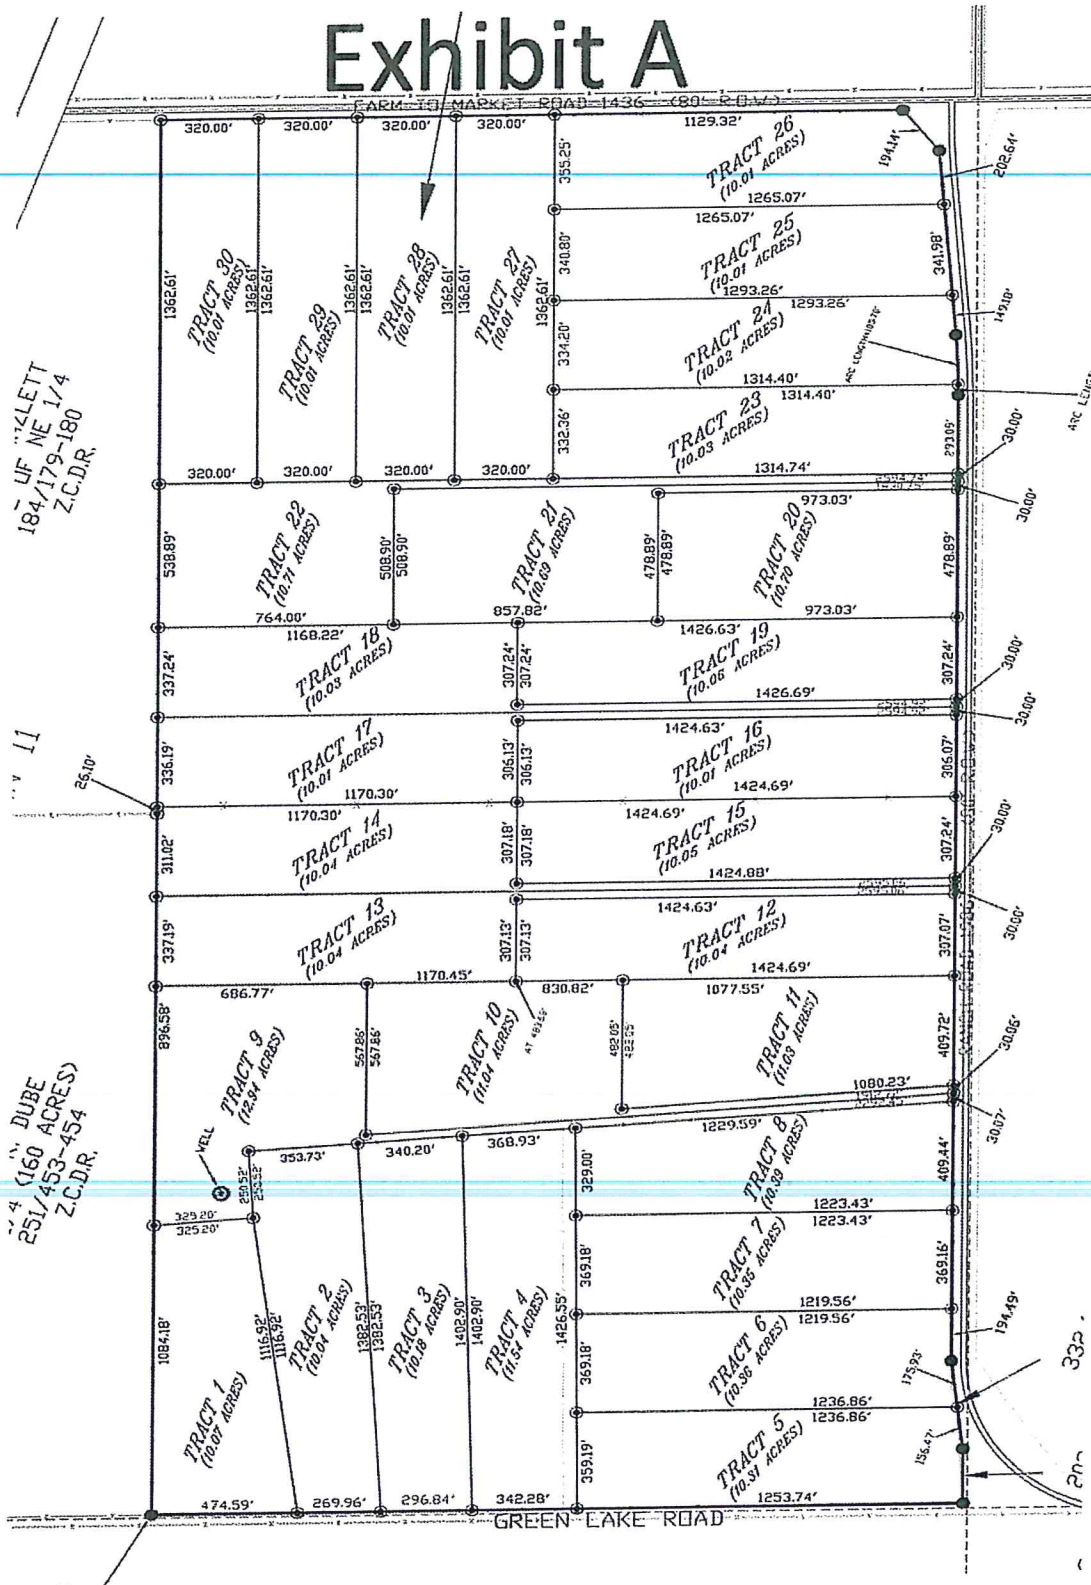 Exhibit A
FARM TO MARKET ROAD 1436 (80' R.O.W.)
320.00'
320.00'
320.00'
320.00'
1129.32'
194.14'
202.64'
355.25'
TRACT 26
(10.01 ACRES)
1265.07'
1265.07'
340.80'
TRACT 25
(10.01 ACRES)
341.98'
1293.26'
1293.26'
149.18'
1362.61'
TRACT 30
(10.01 ACRES)
1362.61'
1362.61'
TRACT 29
(10.01 ACRES)
1362.61'
1362.61'
TRACT 28
(10.01 ACRES)
1362.61'
1362.61'
TRACT 27
(10.01 ACRES)
1362.61'
334.20'
TRACT 24
(10.02 ACRES)
1314.40'
1314.40'
332.36'
TRACT 23
(10.03 ACRES)
293.05'
30.00'
1314.74'
320.00'
320.00'
320.00'
320.00'
30.00'
NE 1/4
184/179-180
Z.C.D.R.
973.03'
538.89'
TRACT 22
(10.71 ACRES)
508.90'
508.90'
TRACT 21
(10.69 ACRES)
478.89'
478.89'
TRACT 20
(10.70 ACRES)
478.89'
764.00'
857.82'
973.03'
1168.22'
1426.63'
337.24'
TRACT 18
(10.03 ACRES)
307.24'
307.24'
TRACT 19
(10.06 ACRES)
307.24'
30.00'
1426.69'
30.00'
1424.63'
11
26.10'
336.19'
TRACT 17
(10.01 ACRES)
306.13'
306.13'
TRACT 16
(10.01 ACRES)
306.07'
1170.30'
1424.69'
1170.30'
1424.69'
311.02'
TRACT 14
(10.04 ACRES)
307.18'
307.18'
TRACT 15
(10.05 ACRES)
307.24'
30.00'
1424.88'
30.00'
1424.63'
337.19'
TRACT 13
(10.04 ACRES)
307.13'
307.13'
TRACT 12
(10.04 ACRES)
307.07'
1170.45'
1424.69'
686.77'
830.82'
1077.55'
896.58'
TRACT 9
(12.94 ACRES)
567.86'
567.86'
TRACT 10
(11.04 ACRES)
482.05'
482.05'
TRACT 11
(11.03 ACRES)
409.72'
30.06'
1080.23'
30.07'
DUBE
(160 ACRES)
251/453-454
Z.C.D.R.
WELL
353.73'
340.20'
368.93'
1229.59'
250.52'
250.52'
329.00'
TRACT 8
(10.39 ACRES)
409.44'
1223.43'
1223.43'
325.20'
369.18'
TRACT 7
(10.35 ACRES)
369.16'
1219.56'
1219.56'
1084.18'
TRACT 1
(10.07 ACRES)
1116.92'
1116.92'
TRACT 2
(10.04 ACRES)
1382.53'
1382.53'
TRACT 3
(10.18 ACRES)
1402.90'
1402.90'
TRACT 4
(11.54 ACRES)
1426.55'
369.18'
TRACT 6
(10.36 ACRES)
194.49'
175.93'
332.
1236.86'
1236.86'
359.19'
TRACT 5
(10.31 ACRES)
156.47'
474.59'
269.96'
296.84'
342.28'
1253.74'
GREEN LAKE ROAD